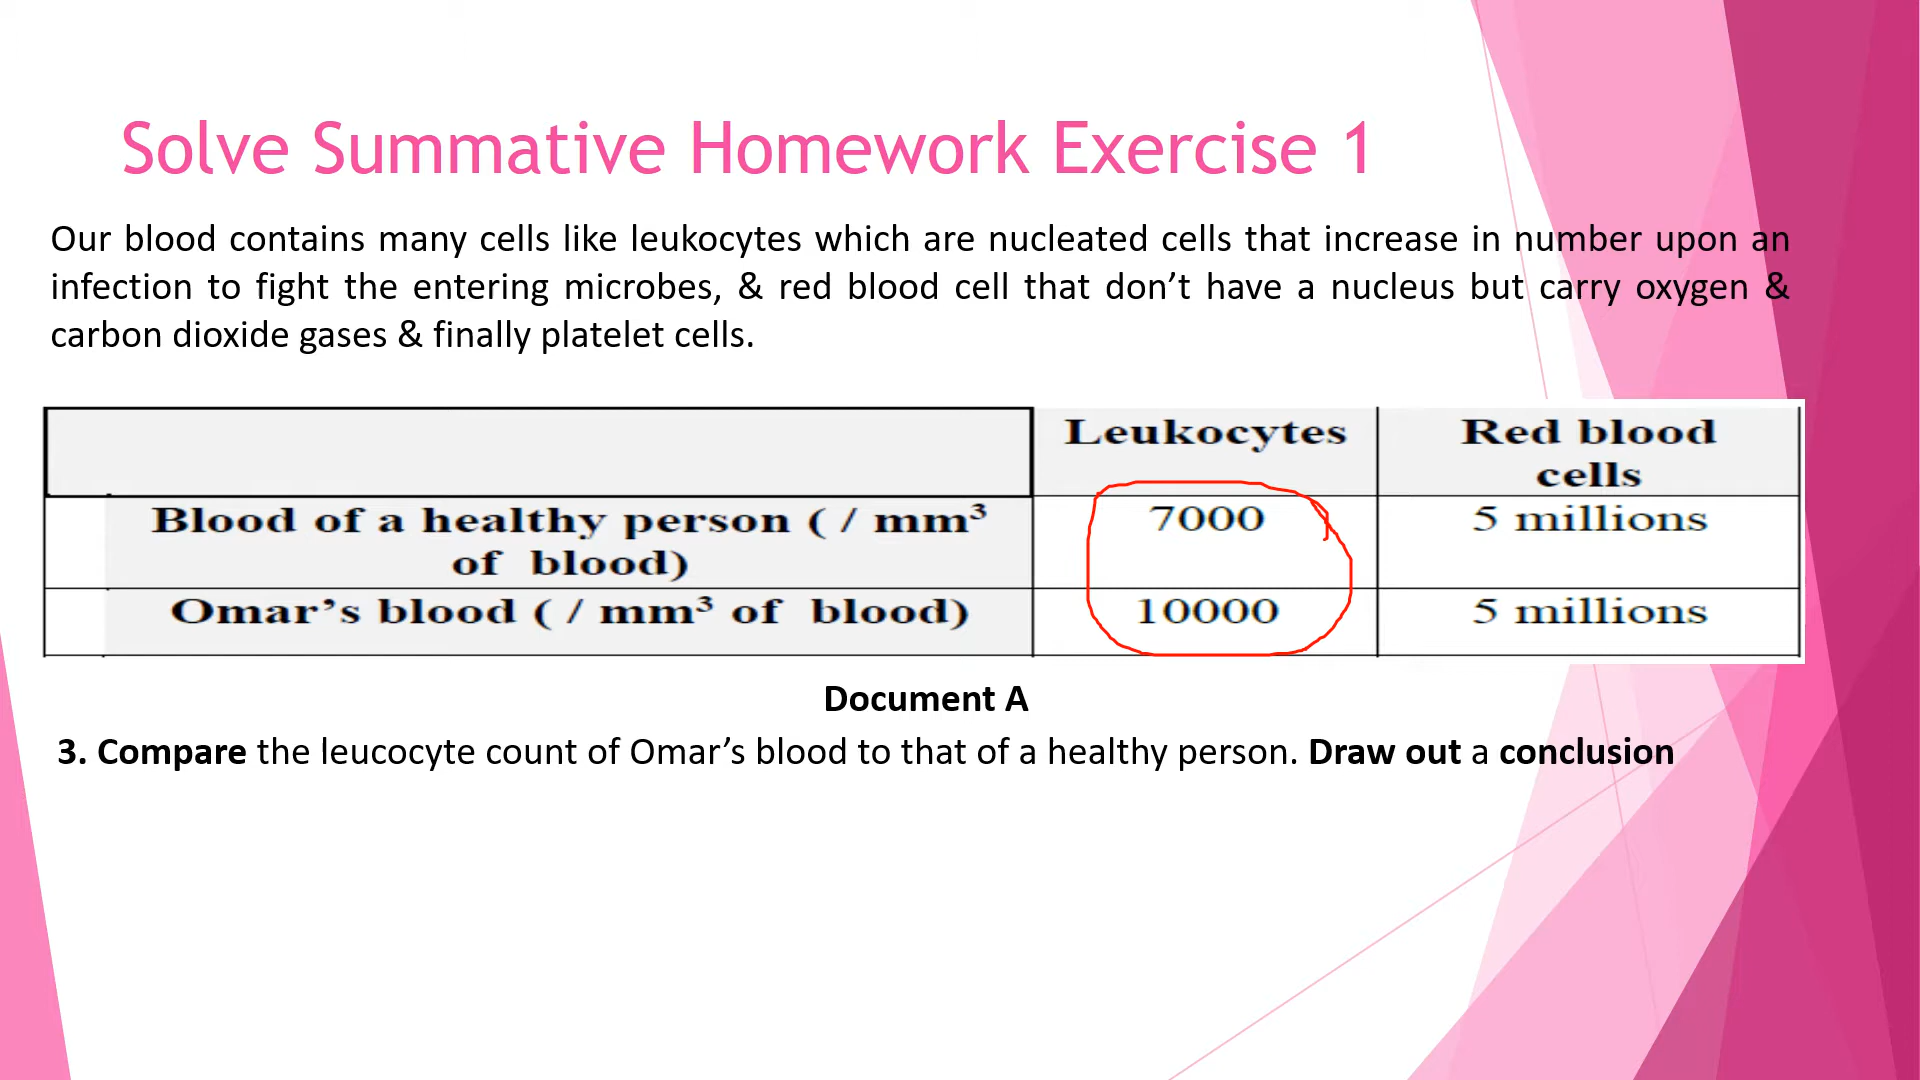 Solve Summative Homework Exercise 1
Our blood contains many cells like leukocytes which are nucleated cells that increase in number upon an
infection to fight the entering microbes, & red blood cell that don’t have a nucleus but carry oxygen &
carbon dioxide gases & finally platelet cells.
Leukocytes
Red blood
cells
Blood of a healthy person ( / mm³
of blood)
7000
5 millions
Omar’s blood ( / mm³ of blood)
10000
5 millions
Document A
3. Compare the leucocyte count of Omar’s blood to that of a healthy person. Draw out a conclusion